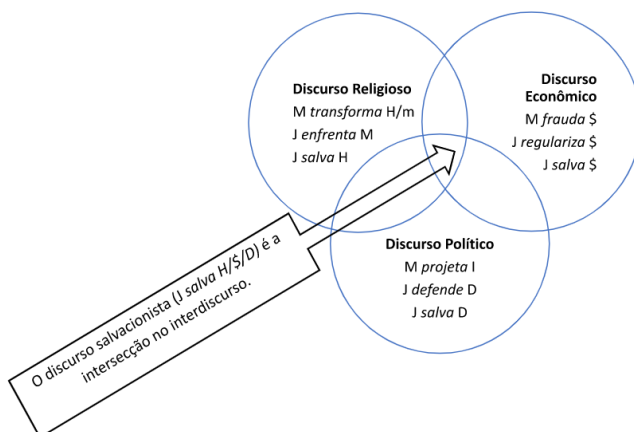 Discurso Religioso
M transforma H/m
J enfrenta M
J salva H
Discurso
Econômico
M frauda $
J regulariza $
J salva $
Discurso Político
M projeta I
J defende D
J salva D
O discurso salvacionista (J salva H/$/D) é a
intersecção no interdiscurso.